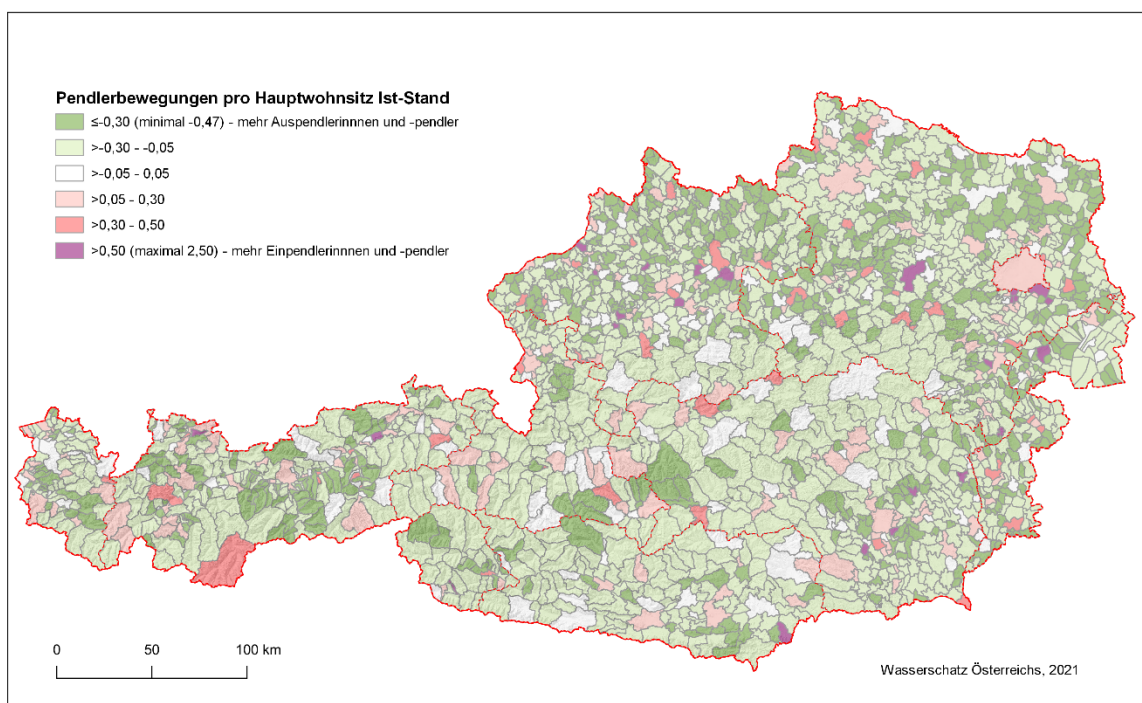 Pendlerbewegungen pro Hauptwohnsitz Ist-Stand
≤-0,30 (minimal -0,47) - mehr Auspendlerinnnen und -pendler
>-0,30 - -0,05
>-0,05 - 0,05
>0,05 - 0,30
>0,30 - 0,50
>0,50 (maximal 2,50) - mehr Einpendlerinnnen und -pendler
0 50 100 km
Wasserschatz Österreichs, 2021